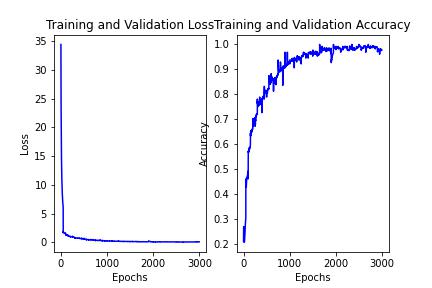 Training and Validation Loss
35
30
25
20
15
10
5
0
Loss
0 1000 2000 3000
Epochs
Training and Validation Accuracy
1.0
0.9
0.8
0.7
0.6
0.5
0.4
0.3
0.2
Accuracy
0 1000 2000 3000
Epochs